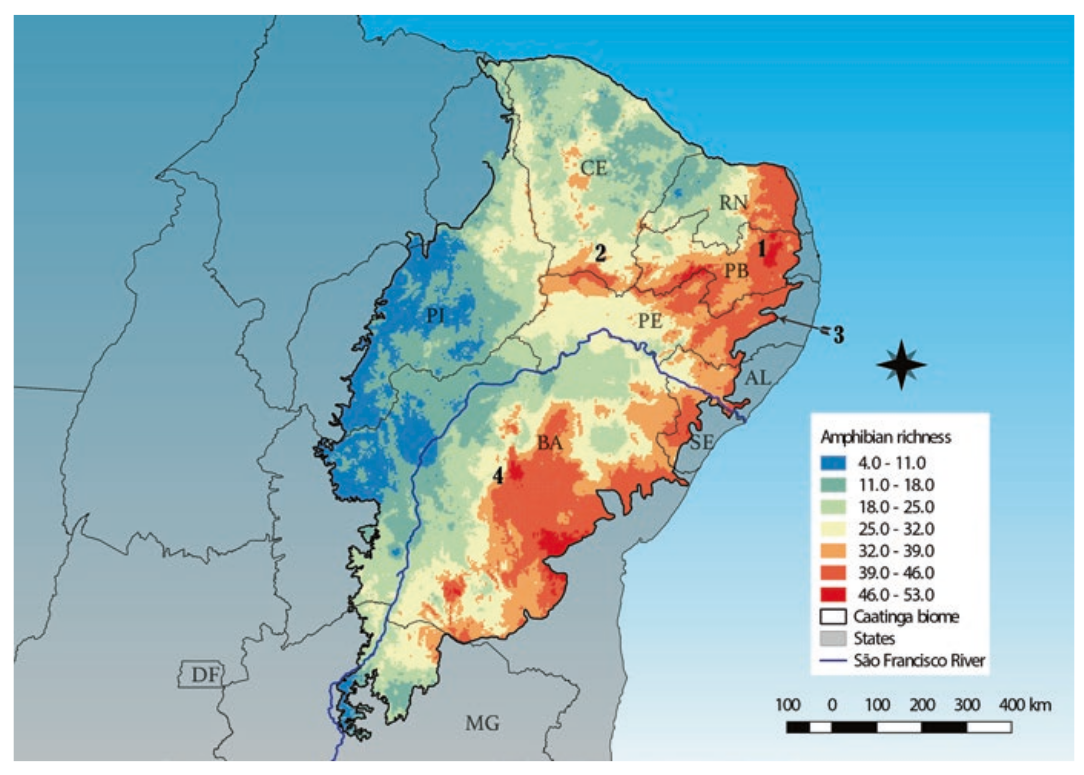 CE
RN
2
1
PB
PI
PE
3
AL
BA
SE
4
DF
MG
Amphibian richness
4.0 - 11.0
11.0 - 18.0
18.0 - 25.0
25.0 - 32.0
32.0 - 39.0
39.0 - 46.0
46.0 - 53.0
Caatinga biome
States
São Francisco River
100 0 100 200 300 400 km